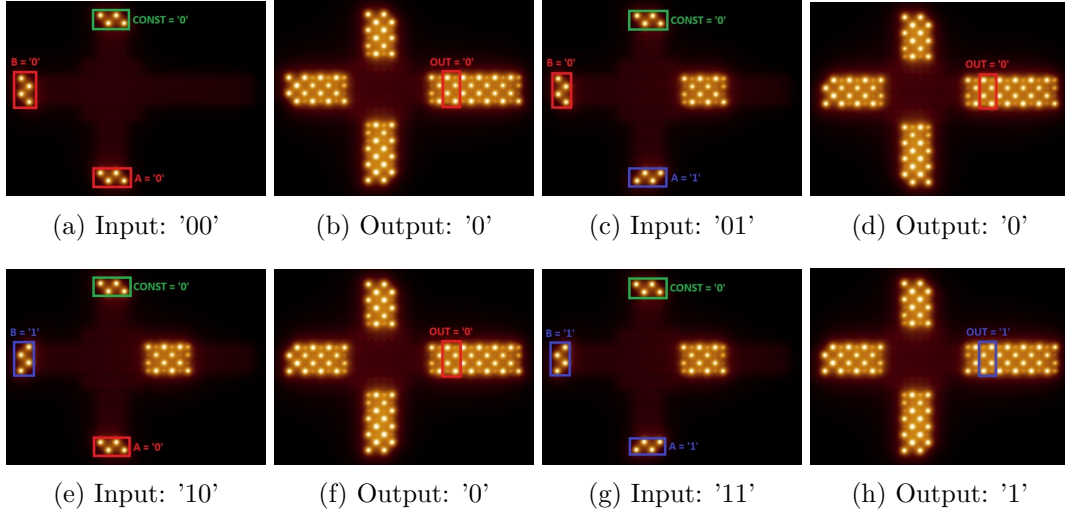 CONST = '0'
B = '0'
A = '0'
OUT = '0'
CONST = '0'
B = '0'
A = '1'
OUT = '0'
(a) Input: ’00’
(b) Output: ’0’
(c) Input: ’01’
(d) Output: ’0’
CONST = '0'
B = '1'
A = '0'
OUT = '0'
CONST = '0'
B = '1'
A = '1'
OUT = '1'
(e) Input: ’10’
(f) Output: ’0’
(g) Input: ’11’
(h) Output: ’1’